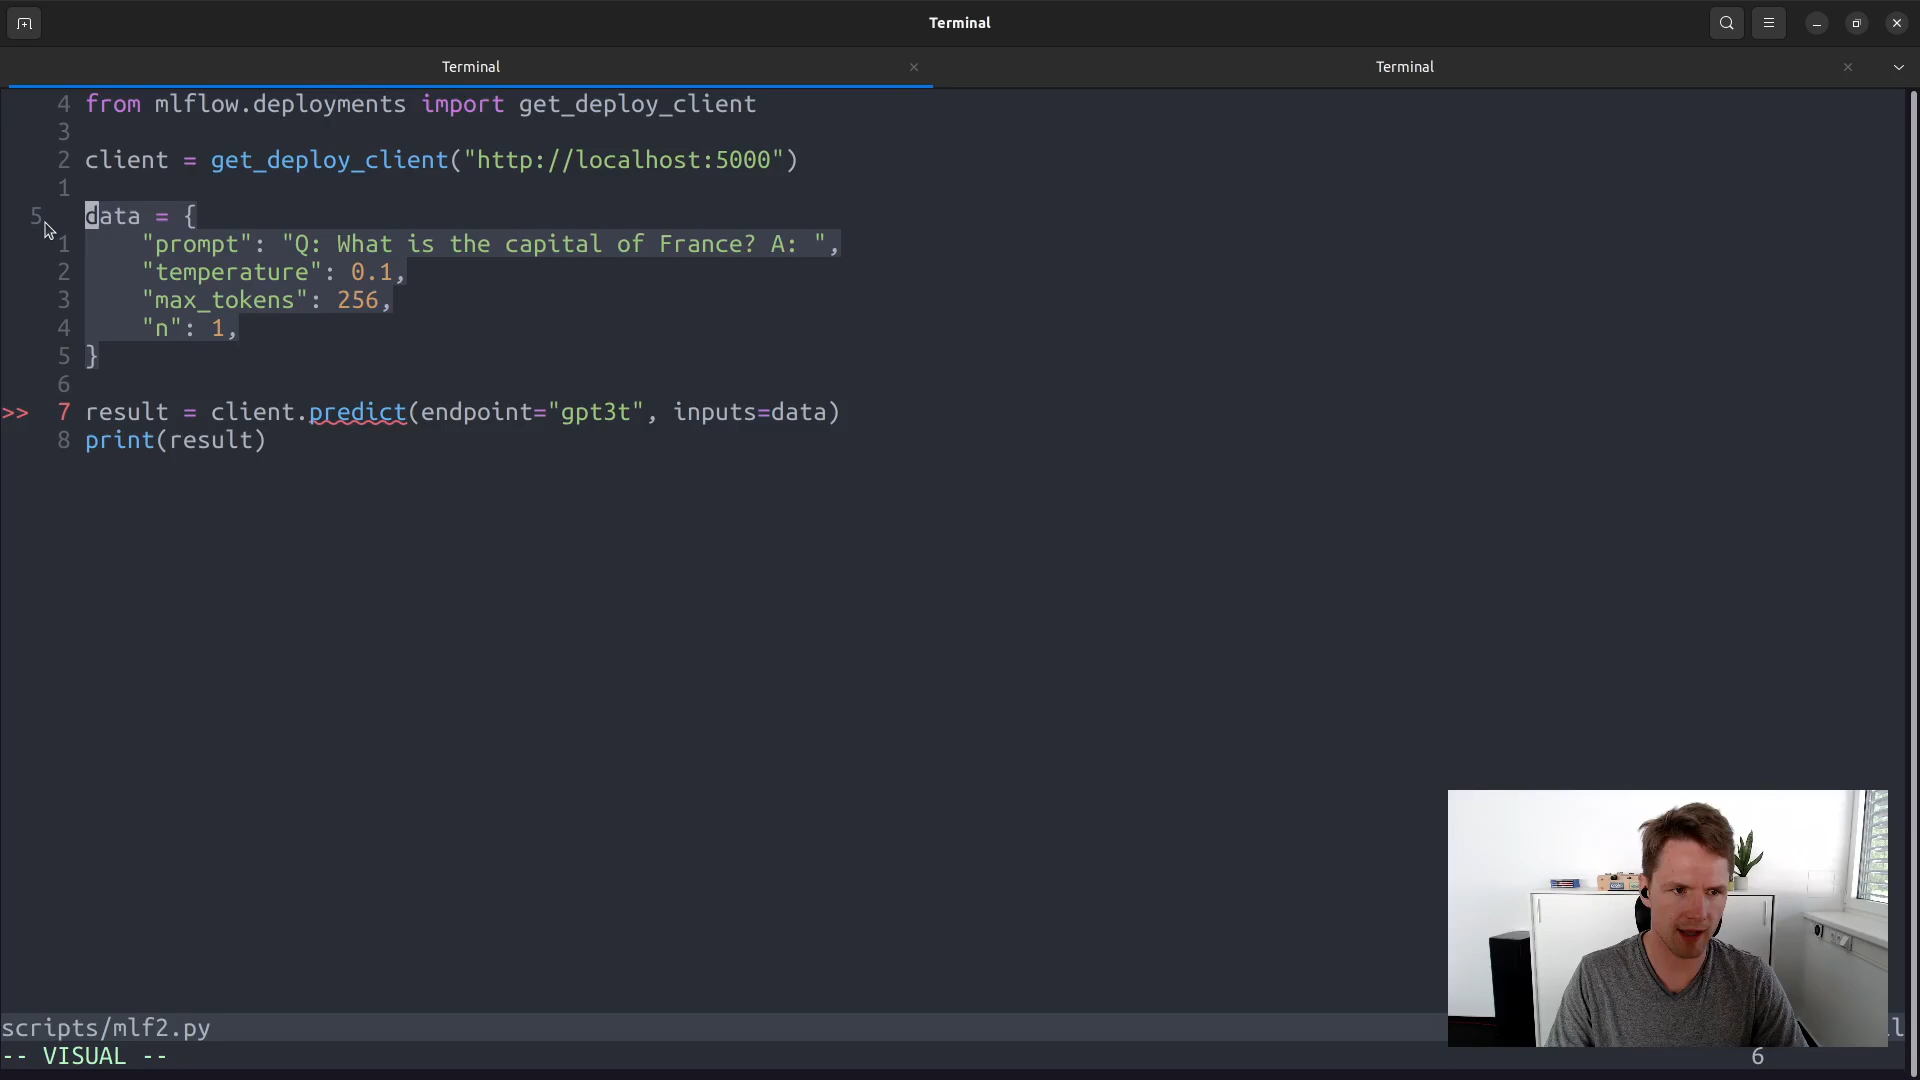 Terminal
Terminal
Terminal
4 from mlflow.deployments import get_deploy_client
3
2 client = get_deploy_client("http://localhost:5000")
1
5 data = {
1 "prompt": "Q: What is the capital of France? A: ",
2 "temperature": 0.1,
3 "max_tokens": 256,
4 "n": 1,
5 }
6
>> 7 result = client.predict(endpoint="gpt3t", inputs=data)
8 print(result)
scripts/mlf2.py
-- VISUAL --
6